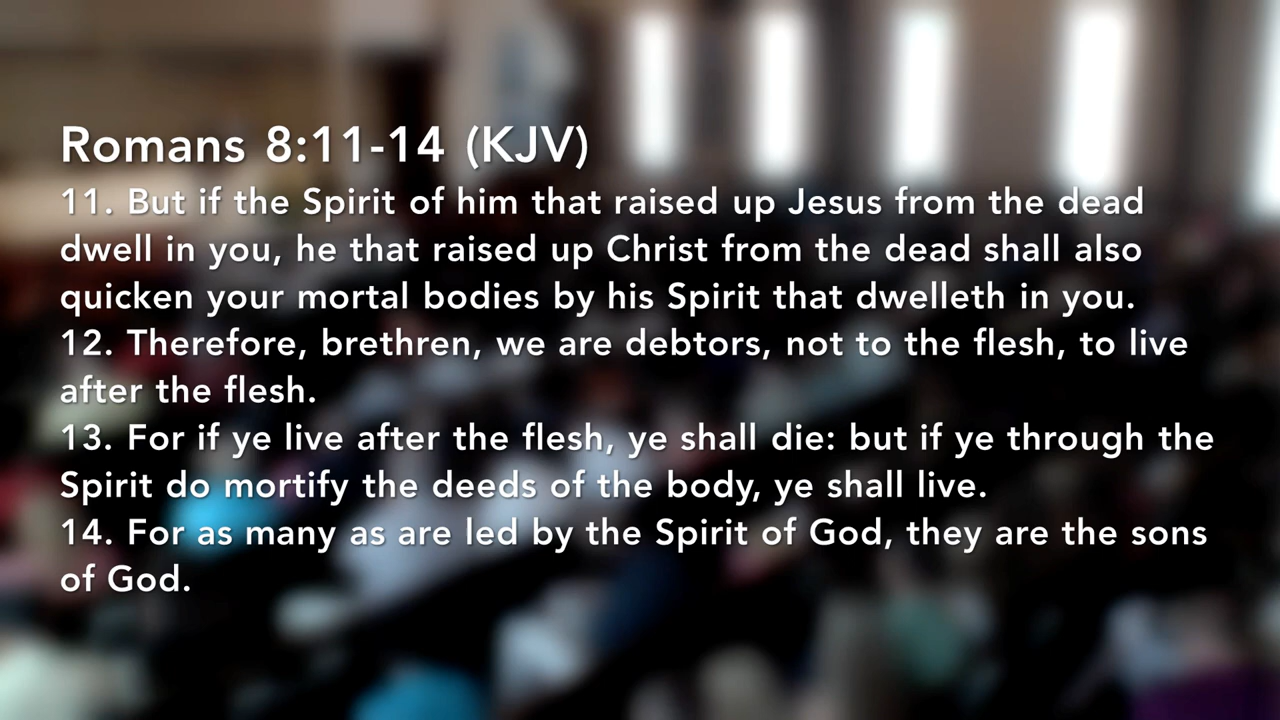 Romans 8:11-14 (KJV)
11. But if the Spirit of him that raised up Jesus from the dead
dwell in you, he that raised up Christ from the dead shall also
quicken your mortal bodies by his Spirit that dwelleth in you.
12. Therefore, brethren, we are debtors, not to the flesh, to live
after the flesh.
13. For if ye live after the flesh, ye shall die: but if ye through the
Spirit do mortify the deeds of the body, ye shall live.
14. For as many as are led by the Spirit of God, they are the sons
of God.